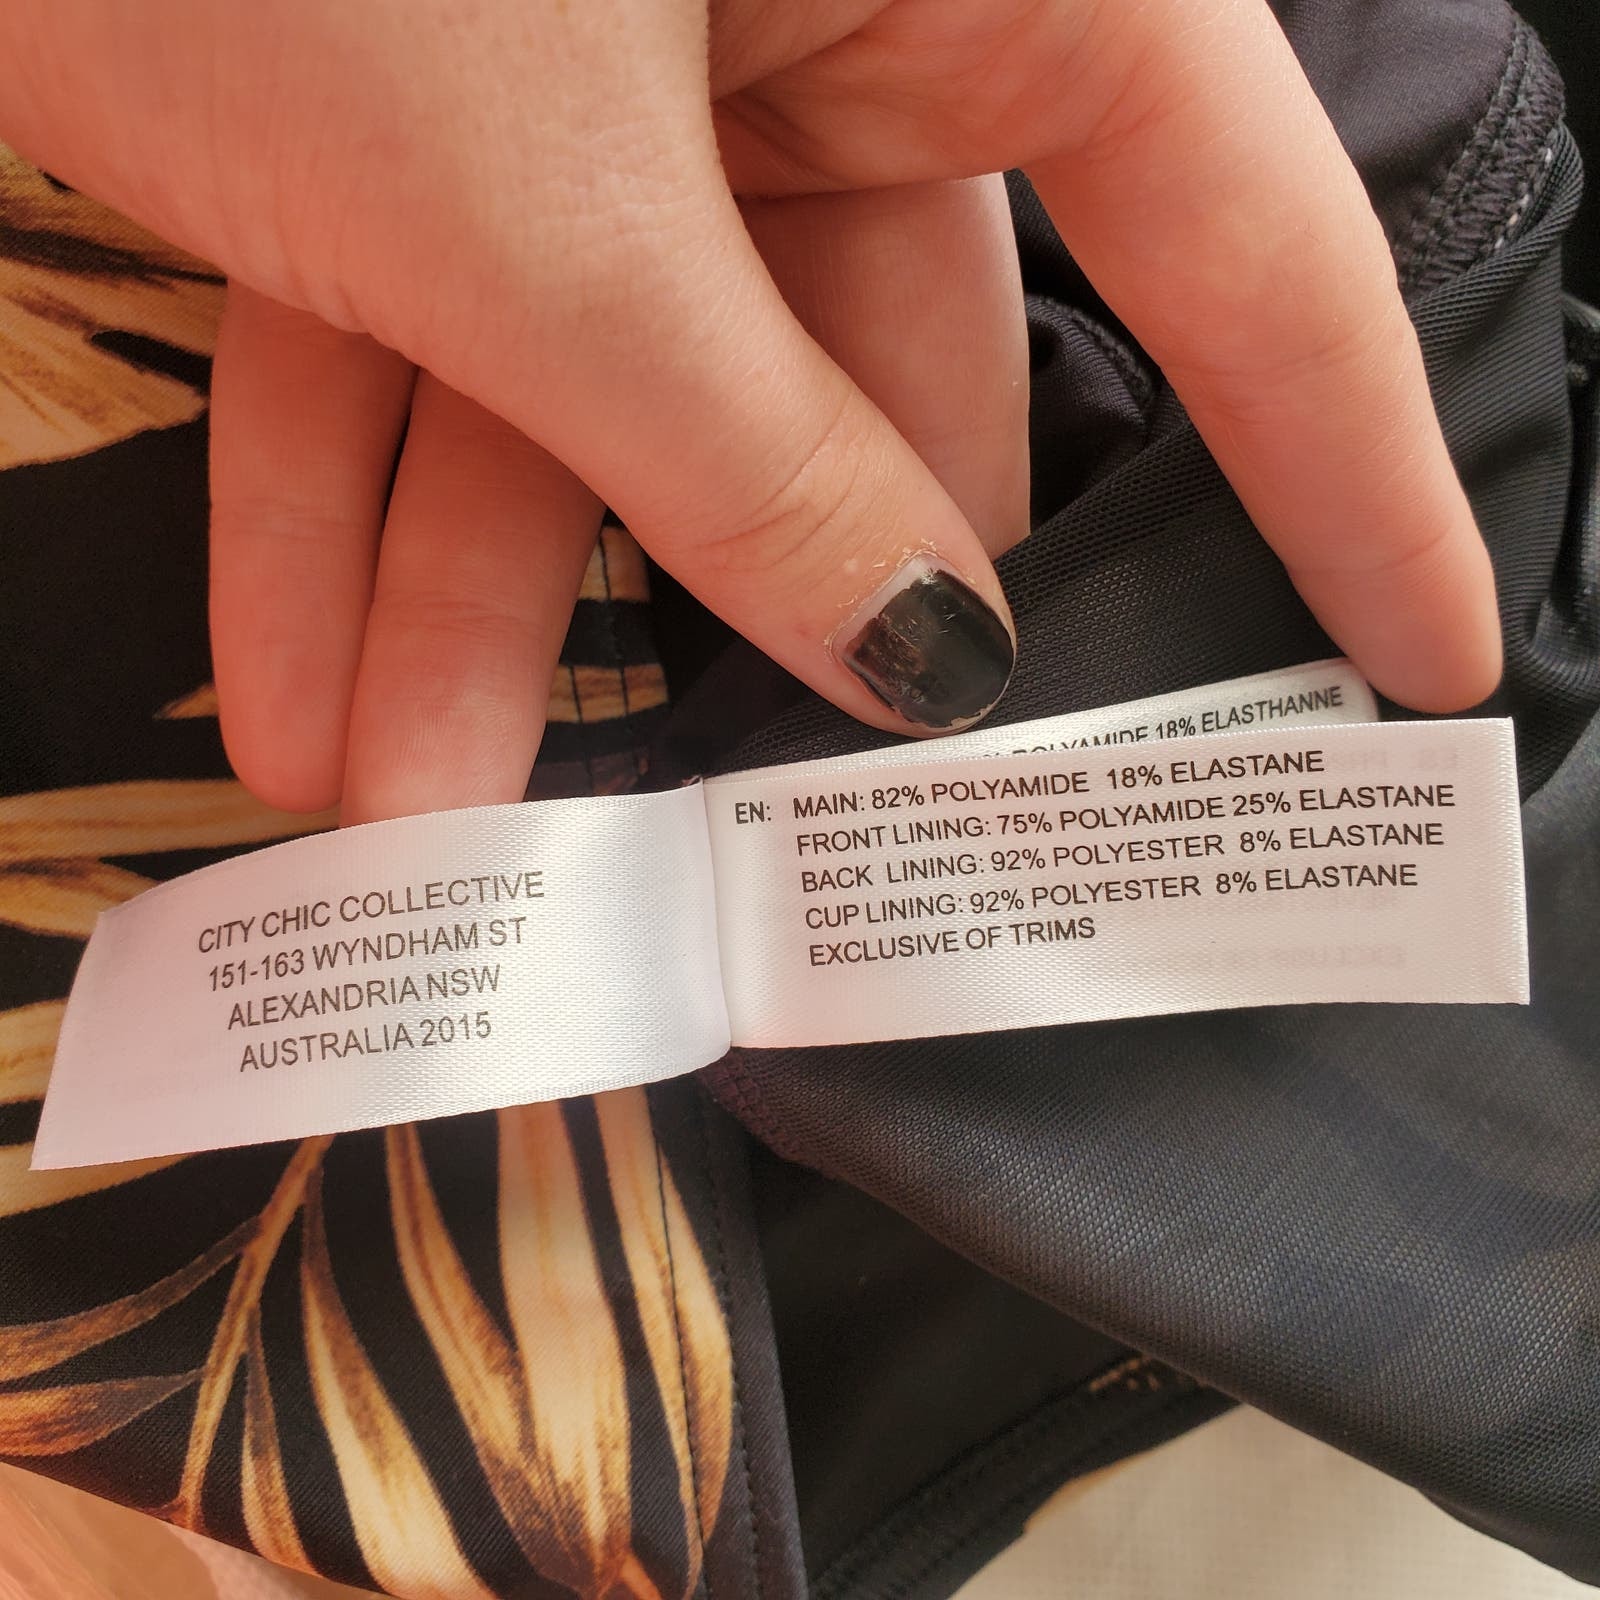 CITY CHIC COLLECTIVE
151-163 WYNDHAM ST
ALEXANDRIA NSW
AUSTRALIA 2015
POLYAMIDE 18% ELASTHANNE
EN: MAIN: 82% POLYAMIDE 18% ELASTANE
FRONT LINING: 75% POLYAMIDE 25% ELASTANE
BACK LINING: 92% POLYESTER 8% ELASTANE
CUP LINING: 92% POLYESTER 8% ELASTANE
EXCLUSIVE OF TRIMS